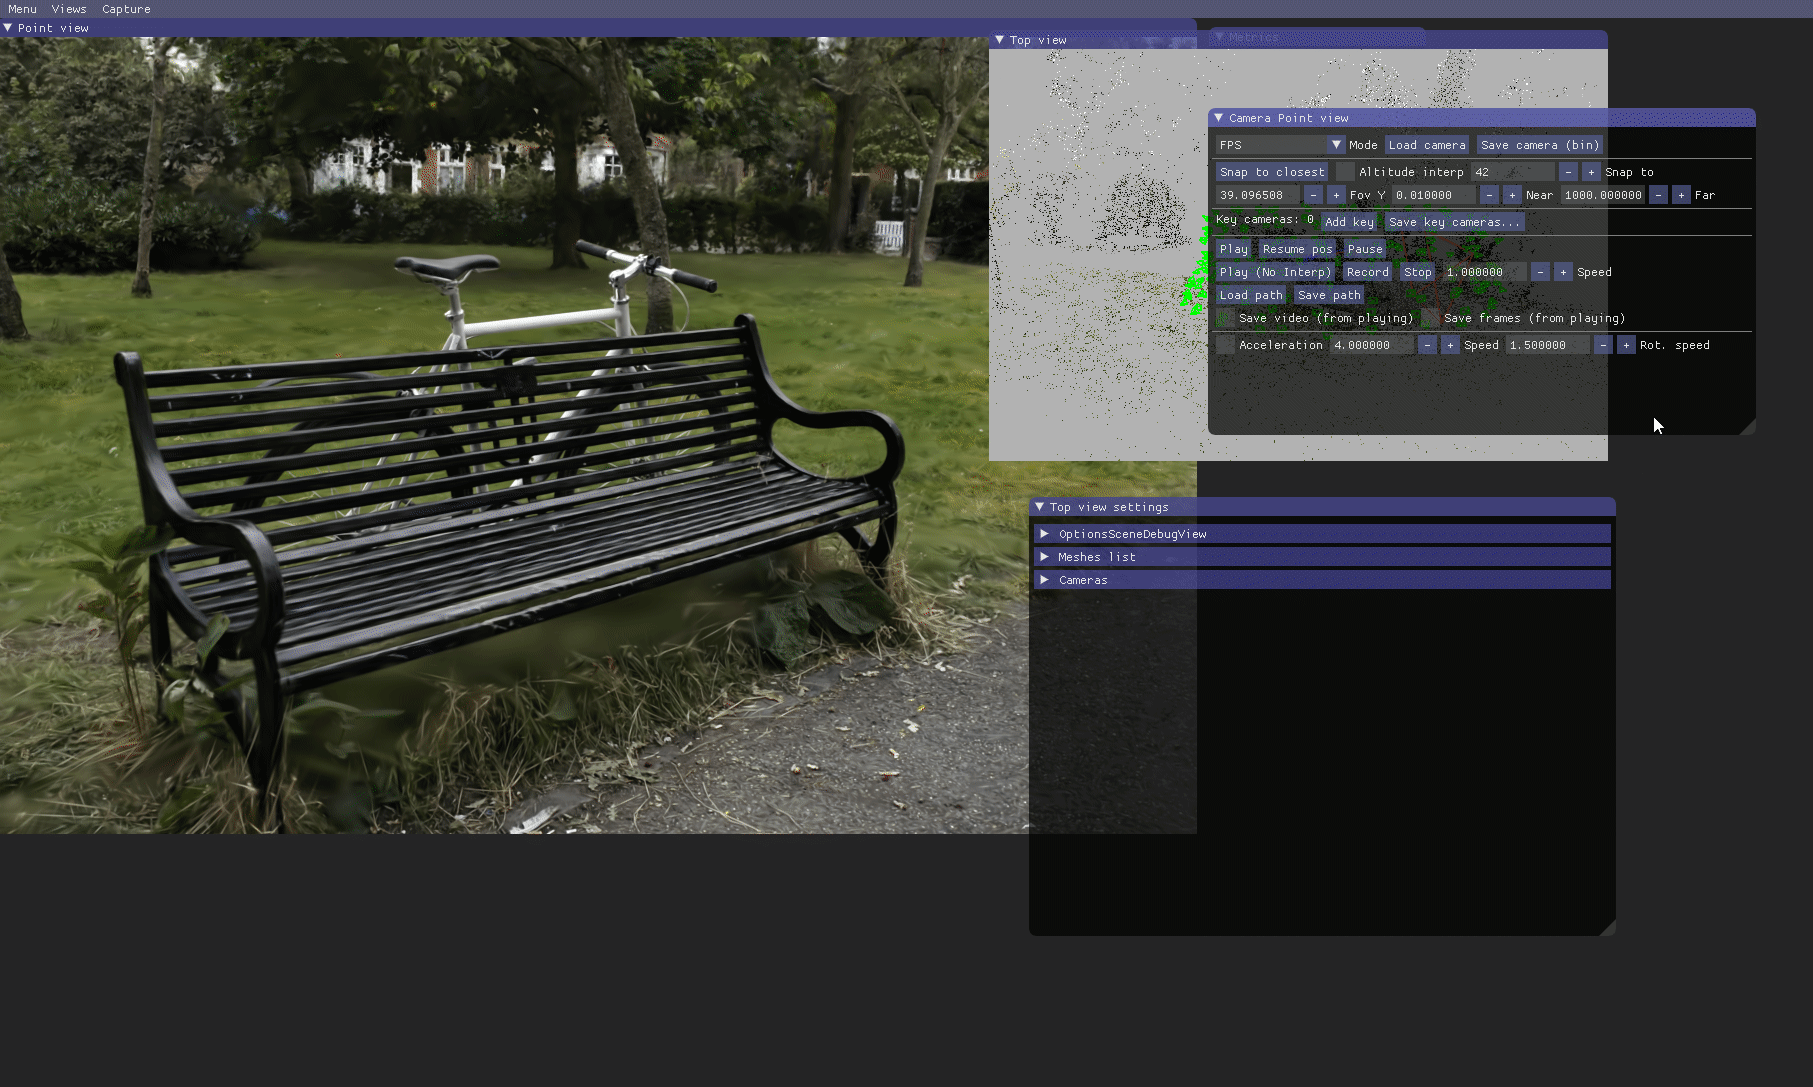 Menu Views Capture
Point view
Top view
Metrics
Camera Point view
FPS Mode Load camera Save camera (bin)
Snap to closest Altitude interp 42 - + Snap to
39.096508 - + Fov Y 0.010000 - + Near 1000.000000 - + Far
Key cameras: 0 Add key Save key cameras...
Play Resume pos Pause
Play (No Interp) Record Stop 1.000000 - + Speed
Load path Save path
Save video (from playing) Save frames (from playing)
Acceleration 4.000000 - + Speed 1.500000 - + Rot. speed
Top view settings
OptionsSceneDebugView
Meshes list
Cameras